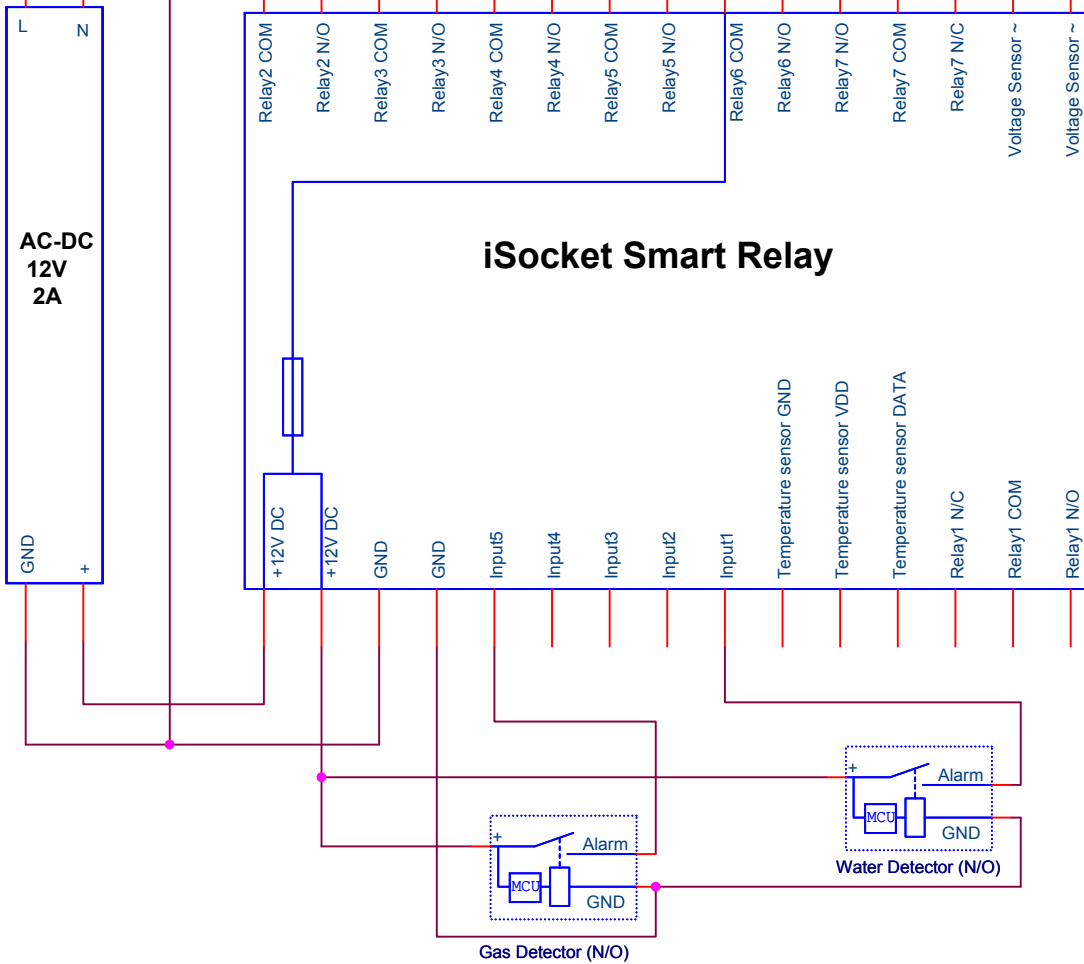 L
N
Relay2 COM
Relay2 N/O
Relay3 COM
Relay3 N/O
Relay4 COM
Relay4 N/O
Relay5 COM
Relay5 N/O
Relay6 COM
Relay6 N/O
Relay7 N/O
Relay7 COM
Relay7 N/C
Voltage Sensor ~
Voltage Sensor ~
AC-DC
12V
2A
iSocket Smart Relay
GND
+
+12V DC
+12V DC
GND
GND
Input5
Input4
Input3
Input2
Input1
Temperature sensor GND
Temperature sensor VDD
Temperature sensor DATA
Relay1 N/C
Relay1 COM
Relay1 N/O
+
Alarm
MCU
GND
Water Detector (N/O)
+
Alarm
MCU
GND
Gas Detector (N/O)